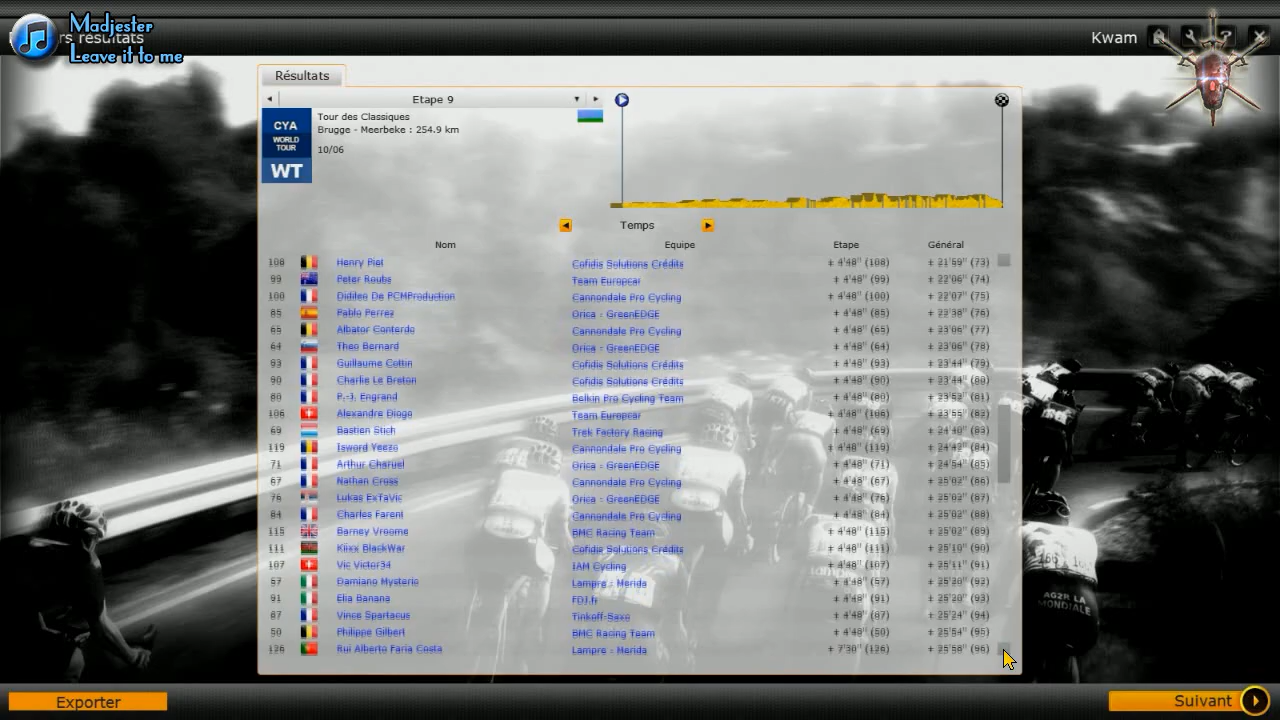 Madjester
Leave it to me
rs résultats
Kwam
Résultats
Etape 9
CYA
WORLD
TOUR
WT
Tour des Classiques
Brugge - Meerbeke : 254.9 km
10/06
Temps
Nom Equipe Etape Général
108 Henry Piel Cofidis Solutions Crédits + 4'48'' (108) + 21'59'' (73)
99 Peter Roubs Team Europcar + 4'48'' (99) + 22'06'' (74)
100 Didileo De PCMProduction Cannondale Pro Cycling + 4'48'' (100) + 22'07'' (75)
85 Pablo Perrez Orica - GreenEDGE + 4'48'' (85) + 22'38'' (76)
65 Albator Conterdo Cannondale Pro Cycling + 4'48'' (65) + 23'06'' (77)
64 Theo Bernard Orica - GreenEDGE + 4'48'' (64) + 23'06'' (78)
93 Guillaume Cottin Cofidis Solutions Crédits + 4'48'' (93) + 23'44'' (79)
90 Charlie Le Breton Cofidis Solutions Crédits + 4'48'' (90) + 23'44'' (80)
80 P.-J. Engrand Belkin Pro Cycling Team + 4'48'' (80) + 23'52'' (81)
106 Alexandre Diogo Team Europcar + 4'48'' (106) + 23'55'' (82)
69 Bastien Stich Trek Factory Racing + 4'48'' (69) + 24'40'' (83)
119 Isword Yeezo Cannondale Pro Cycling + 4'48'' (119) + 24'42'' (84)
71 Arthur Charuel Orica - GreenEDGE + 4'48'' (71) + 24'54'' (85)
67 Nathan Cross Cannondale Pro Cycling + 4'48'' (67) + 25'02'' (86)
76 Lukas ExTaVic Orica - GreenEDGE + 4'48'' (76) + 25'02'' (87)
84 Charles Farent Cannondale Pro Cycling + 4'48'' (84) + 25'02'' (88)
115 Barney Vroome BMC Racing Team + 4'48'' (115) + 25'02'' (89)
111 Kiixx BlackWar Cofidis Solutions Crédits + 4'48'' (111) + 25'10'' (90)
107 Vic Victor34 IAM Cycling + 4'48'' (107) + 25'11'' (91)
57 Damiano Mysterio Lampre - Merida + 4'48'' (57) + 25'20'' (92)
91 Elia Banana FDJ.fr + 4'48'' (91) + 25'20'' (93)
87 Vince Spartacus Tinkoff-Saxo + 4'48'' (87) + 25'24'' (94)
50 Philippe Gilbert BMC Racing Team + 4'48'' (50) + 25'54'' (95)
126 Rui Alberto Faria Costa Lampre - Merida + 7'30'' (126) + 25'58'' (96)
AG2R LA
MONDIALE
Exporter
Suivant